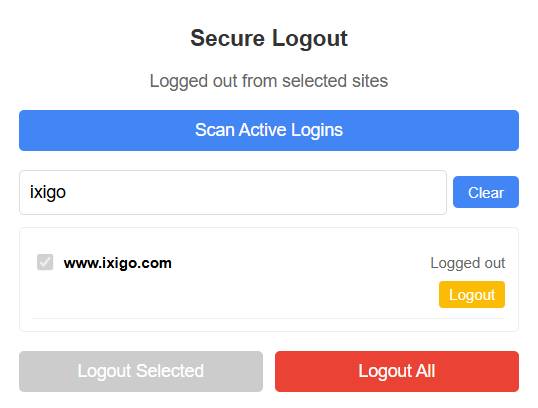 Secure Logout
Logged out from selected sites
Scan Active Logins
ixigo
Clear
www.ixigo.com
Logged out
Logout
Logout Selected
Logout All